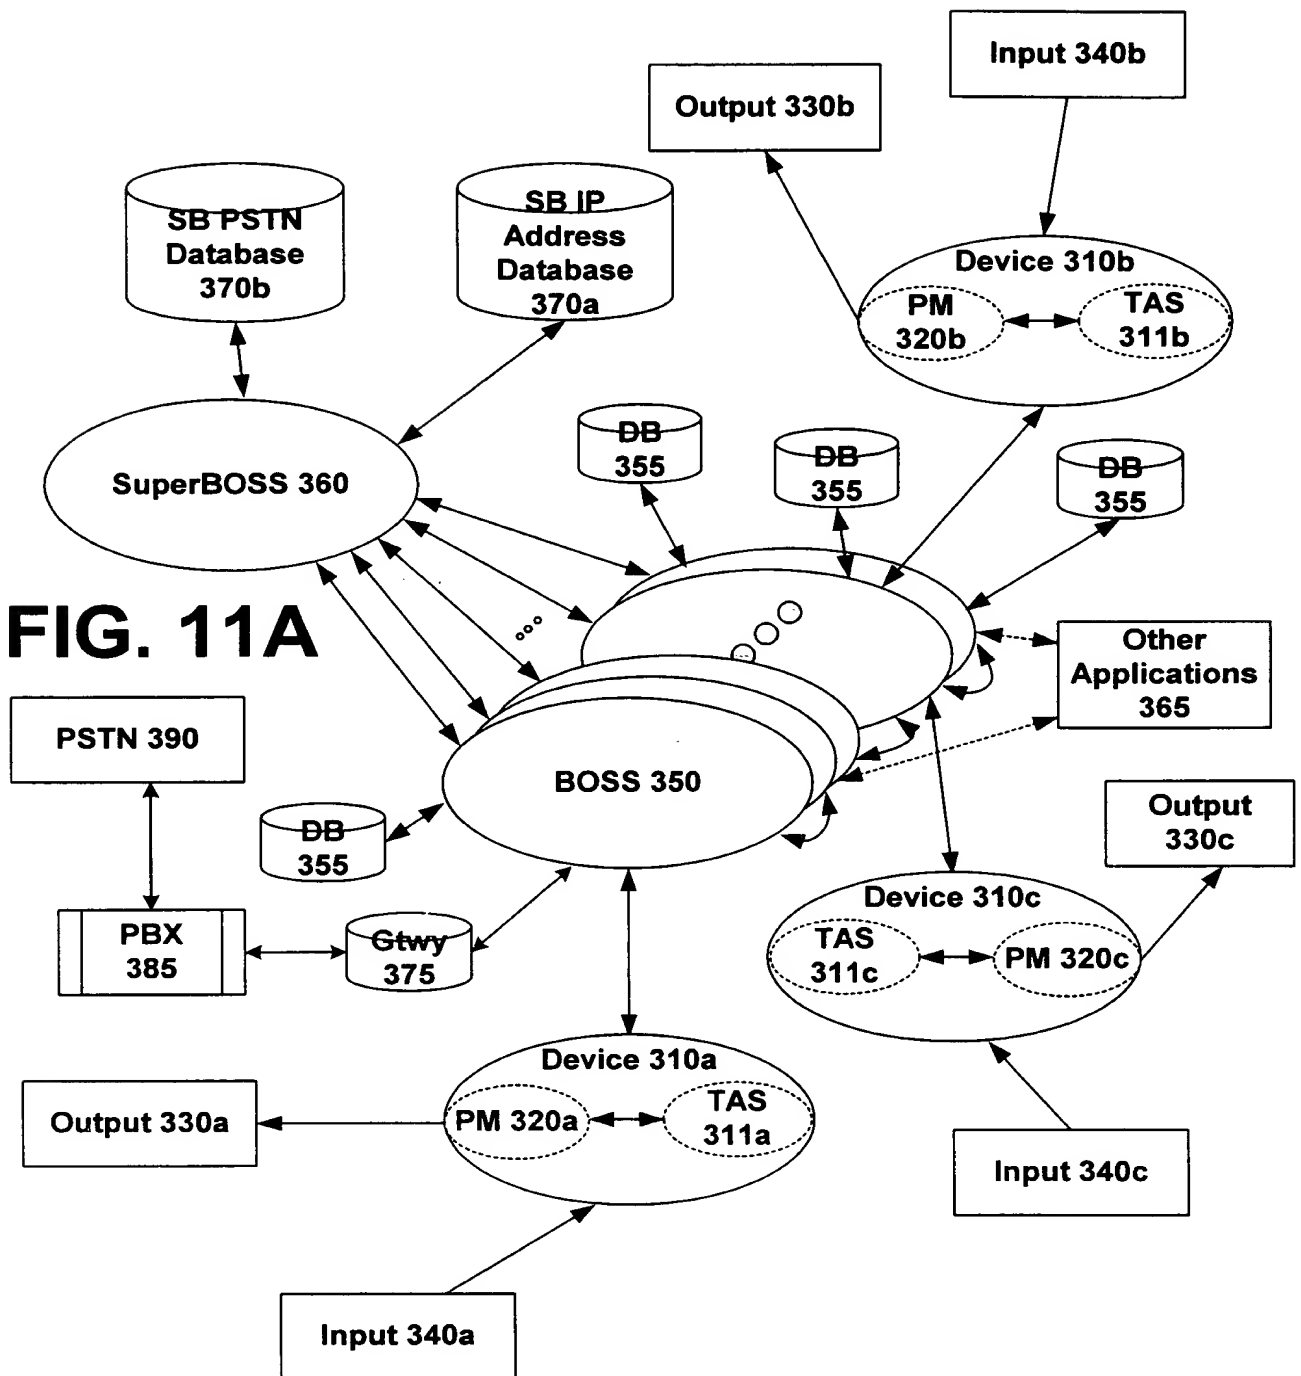 Input 340b
Output 330b
SB PSTN
Database
370b
SB IP
Address
Database
370a
Device 310b
PM
320b
TAS
311b
SuperBOSS 360
DB
355
DB
355
DB
355
FIG. 11A
Other
Applications
365
PSTN 390
BOSS 350
DB
355
Output
330c
PBX
385
Gtwy
375
Device 310c
TAS
311c
PM 320c
Device 310a
Output 330a
PM 320a
TAS
311a
Input 340c
Input 340a